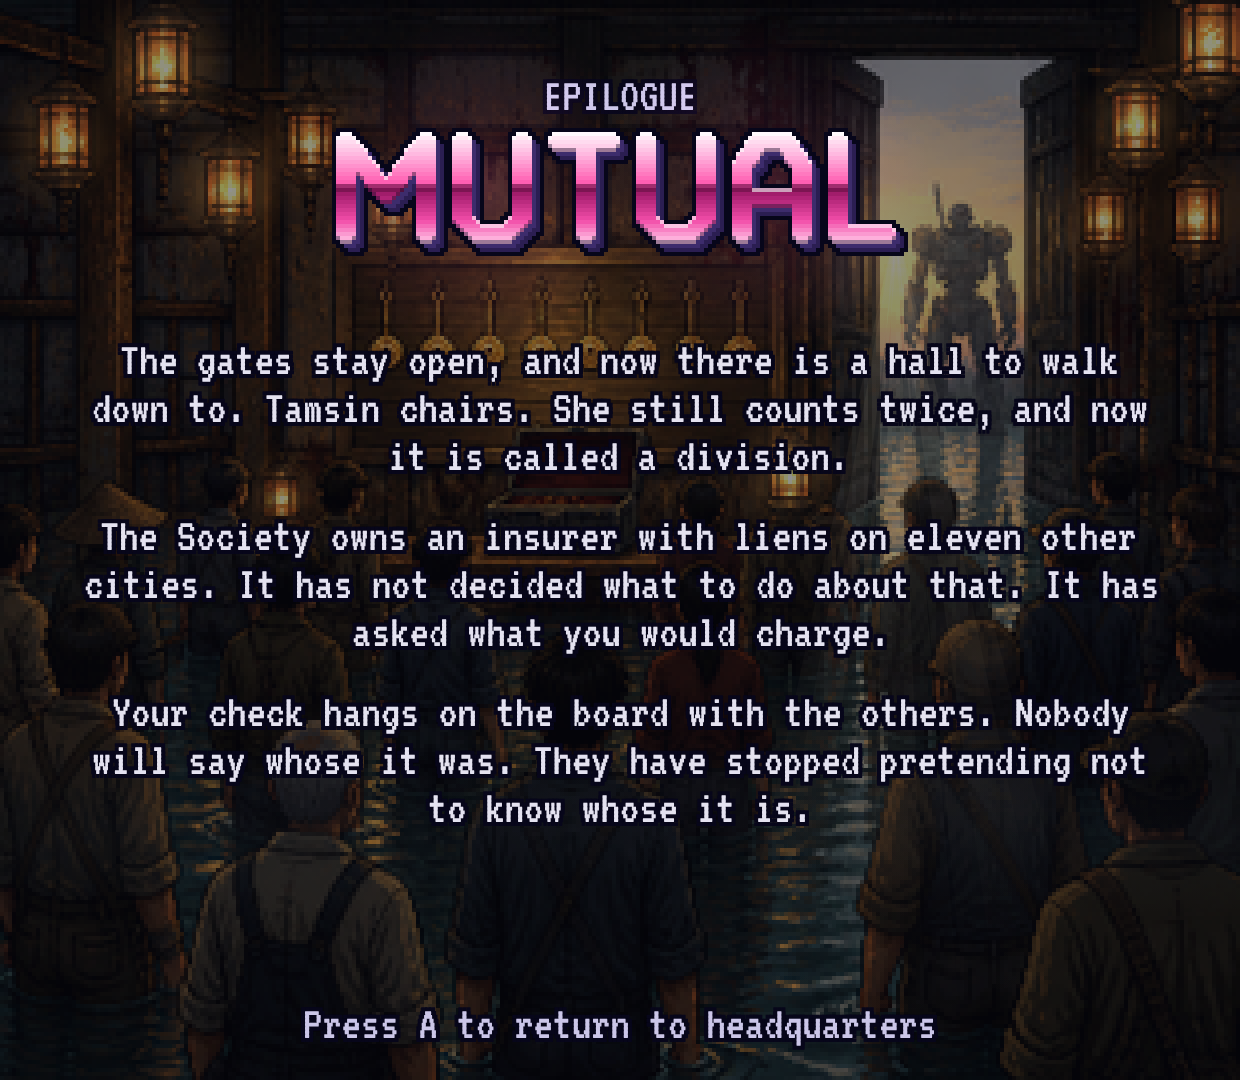 EPILOGUE
MUTUAL
The gates stay open, and now there is a hall to walk
down to. Tamsin chairs. She still counts twice, and now
it is called a division.
The Society owns an insurer with liens on eleven other
cities. It has not decided what to do about that. It has
asked what you would charge.
Your check hangs on the board with the others. Nobody
will say whose it was. They have stopped pretending not
to know whose it is.
Press A to return to headquarters